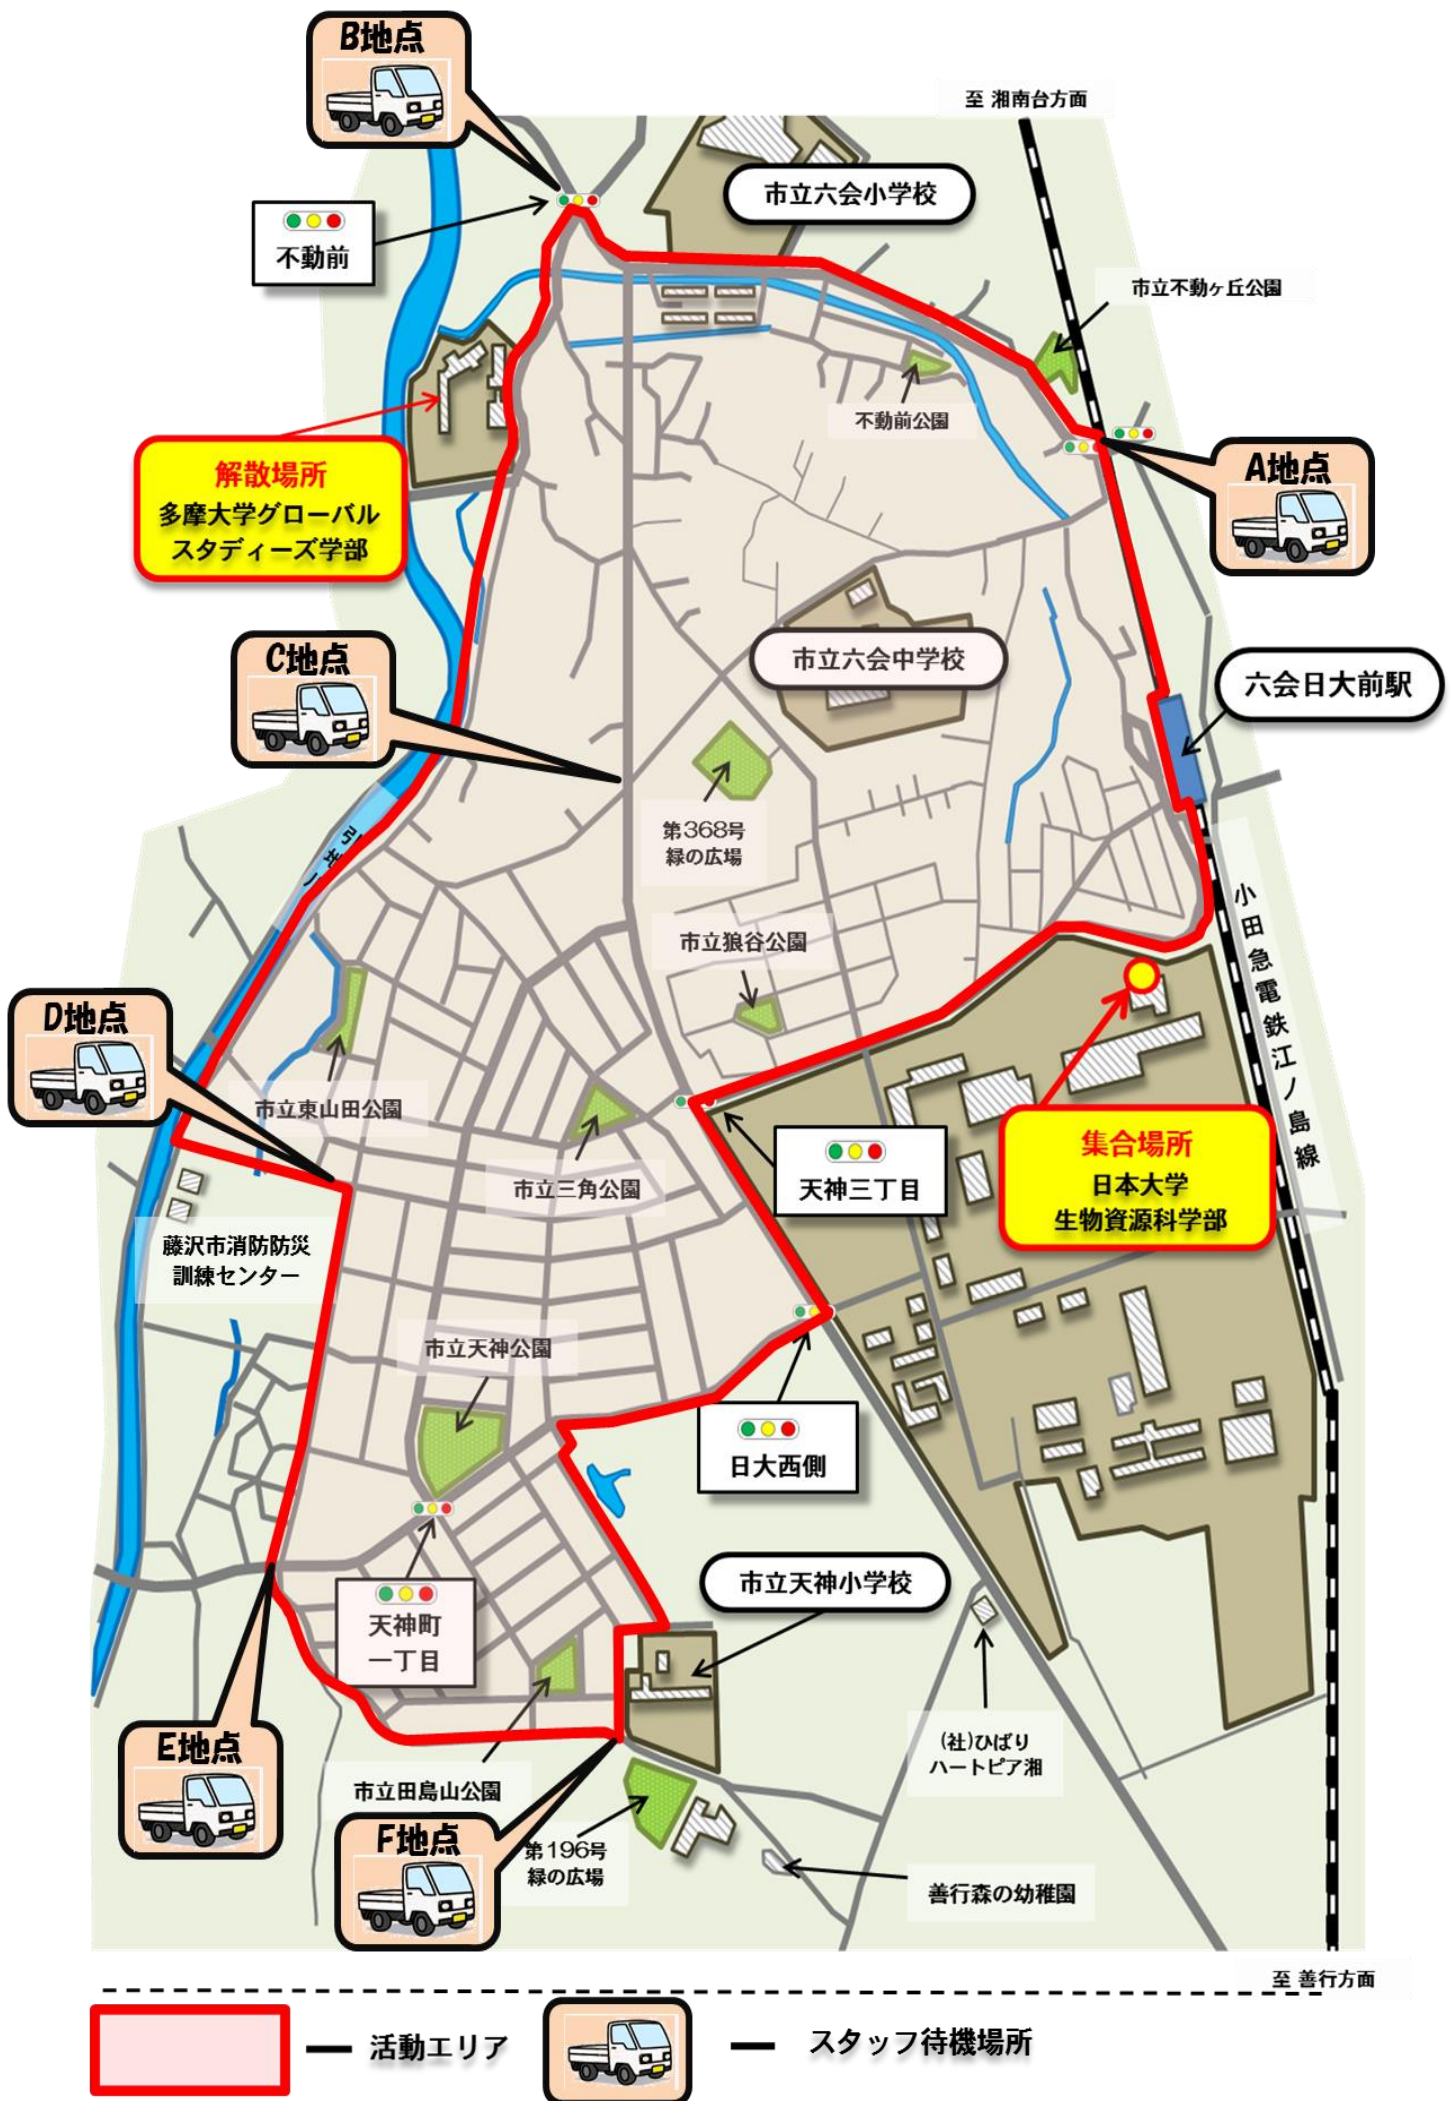 B地点
至 湘南台方面
市立六会小学校
不動前
市立不動ヶ丘公園
不動前公園
A地点
解散場所
多摩大学グローバル
スタディーズ学部
C地点
市立六会中学校
六会日大前駅
第368号
緑の広場
小田急電鉄江ノ島線
市立狼谷公園
D地点
市立東山田公園
市立三角公園
天神三丁目
集合場所
日本大学
生物資源科学部
藤沢市消防防災
訓練センター
市立天神公園
日大西側
天神町
一丁目
市立天神小学校
E地点
(社)ひばり
ハートピア湘
市立田島山公園
F地点
第196号
緑の広場
善行森の幼稚園
至 善行方面
活動エリア
スタッフ待機場所